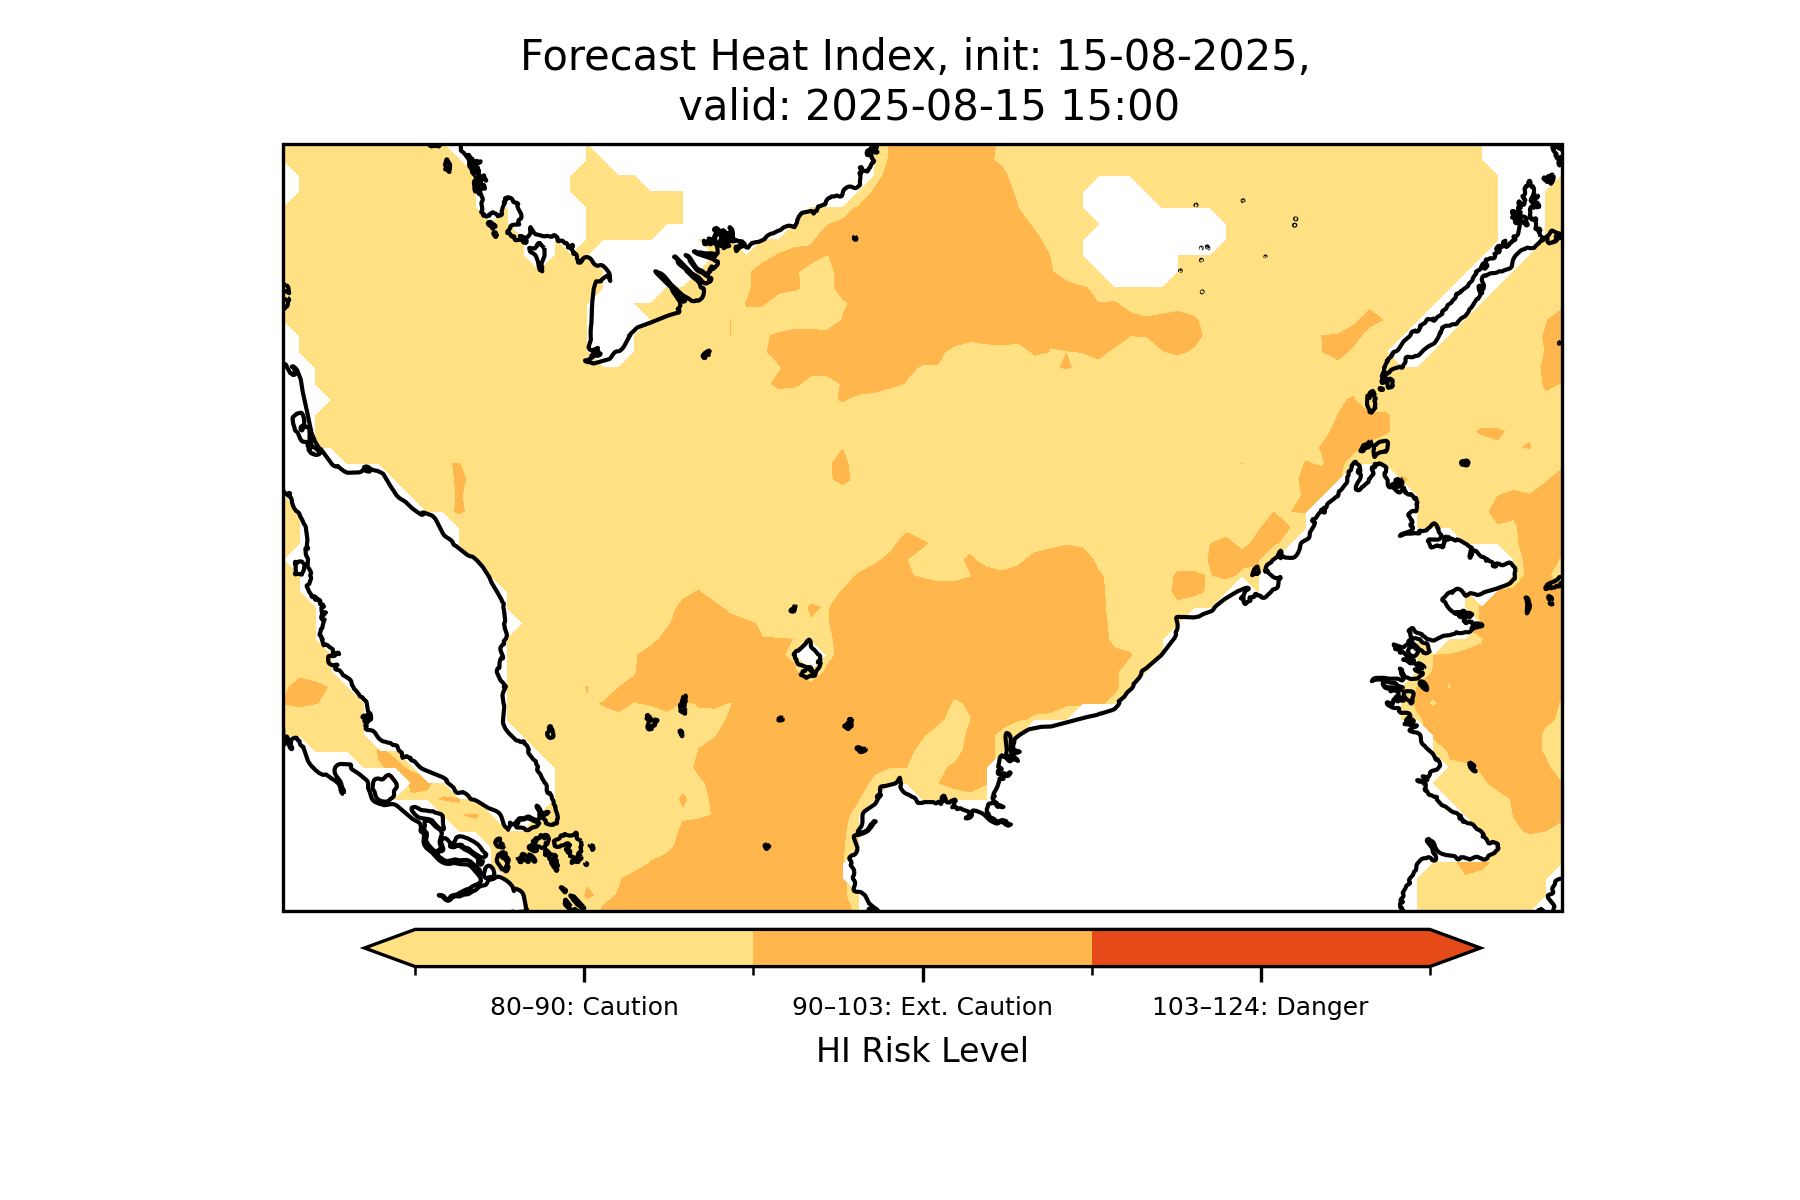 Forecast Heat Index, init: 15-08-2025,
valid: 2025-08-15 15:00
80–90: Caution
90–103: Ext. Caution
103–124: Danger
HI Risk Level